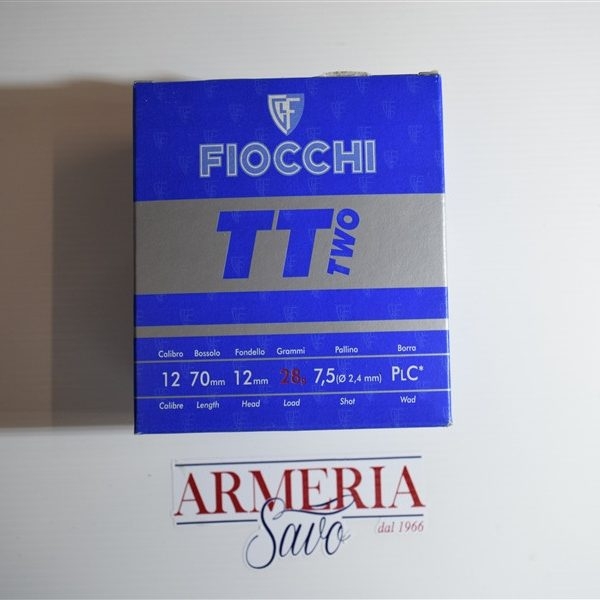 FIOCCHI
TT TWO
Calibro Bossolo Fondello Grammi Pallino Borra
12 70mm 12mm 28g 7,5 (Ø 2,4 mm) PLC*
Calibre Length Head Load Shot Wad
ARMERIA
Savo dal 1966